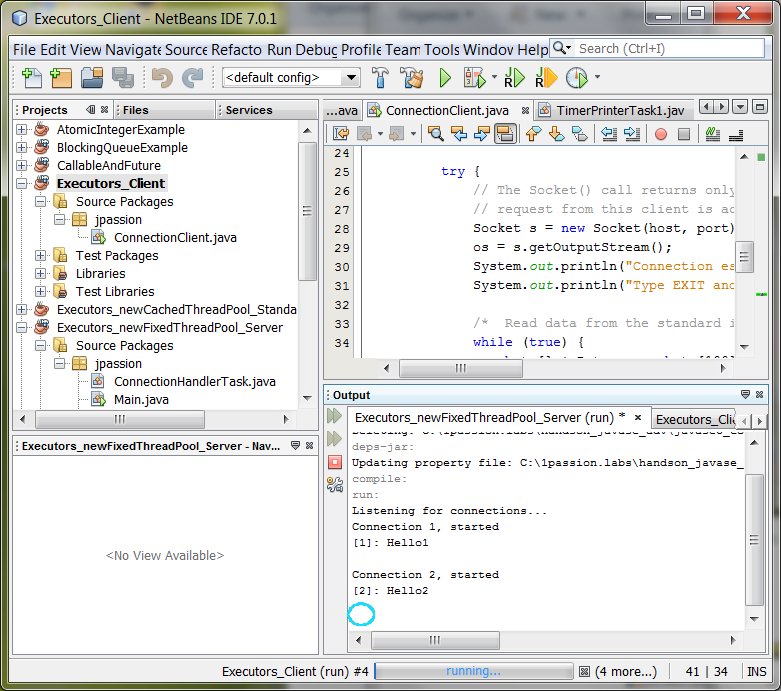 Executors_Client - NetBeans IDE 7.0.1
File Edit View Navigate Source Refacto Run Debug Profile Team Tools Window Help Search (Ctrl+I)
<default config>
Projects Files Services
AtomicIntegerExample
BlockingQueueExample
CallableAndFuture
Executors_Client
Source Packages
jpassion
ConnectionClient.java
Test Packages
Libraries
Test Libraries
Executors_newCachedThreadPool_Standa
Executors_newFixedThreadPool_Server
Source Packages
jpassion
ConnectionHandlerTask.java
Main.java
Executors_newFixedThreadPool_Server - Nav...
<No View Available>
...ava ConnectionClient.java TimerPrinterTask1.jav
24
25 try {
26 // The Socket() call returns only
27 // request from this client is ac
28 Socket s = new Socket(host, port)
29 os = s.getOutputStream();
30 System.out.println("Connection es
31 System.out.println("Type EXIT and
32
33 /* Read data from the standard i
34 while (true) {
Output
Executors_newFixedThreadPool_Server (run) * Executors_Clie
deps-jar:
Updating property file: C:\1passion.labs\handson_javase_
compile:
run:
Listening for connections...
Connection 1, started
[1]: Hello1
Connection 2, started
[2]: Hello2
Executors_Client (run) #4 running... (4 more...) 41 | 34 INS